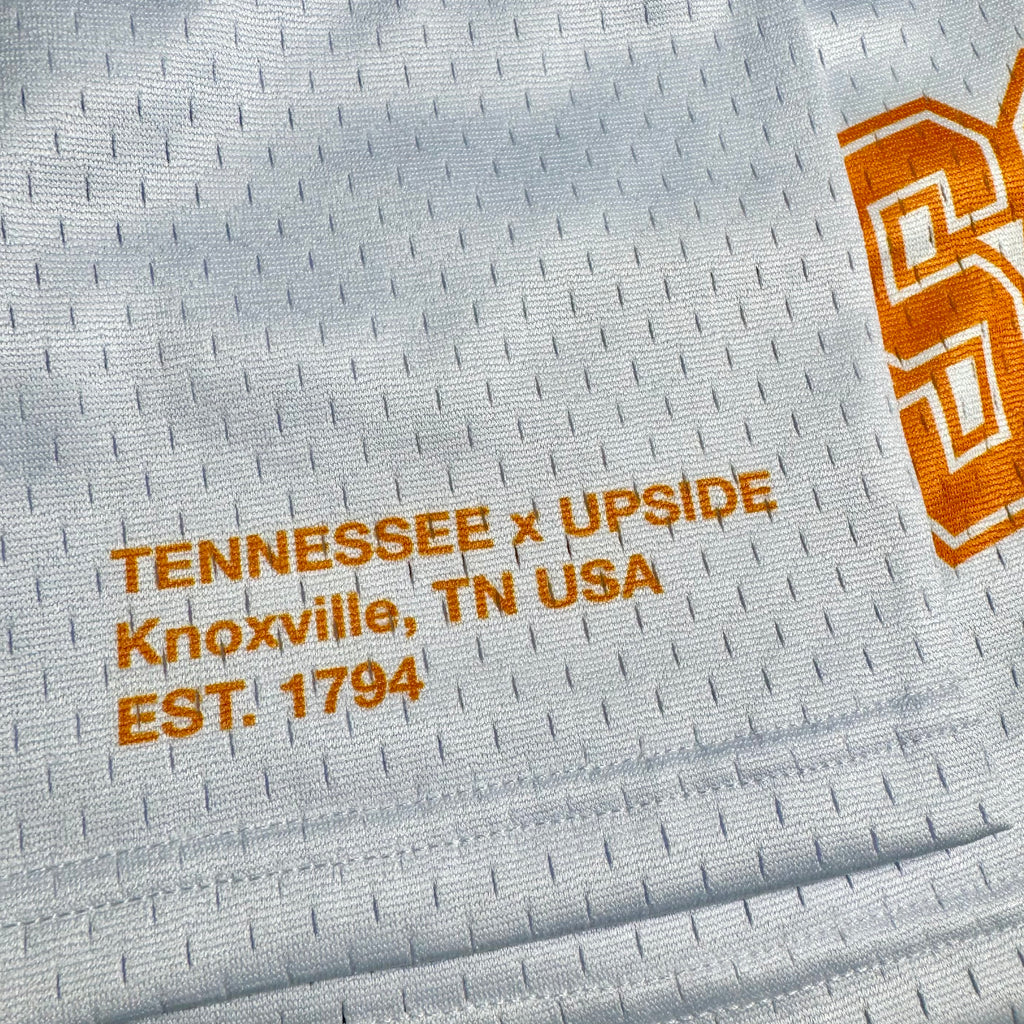 TENNESSEE x UPSIDE
Knoxville, TN USA
EST. 1794